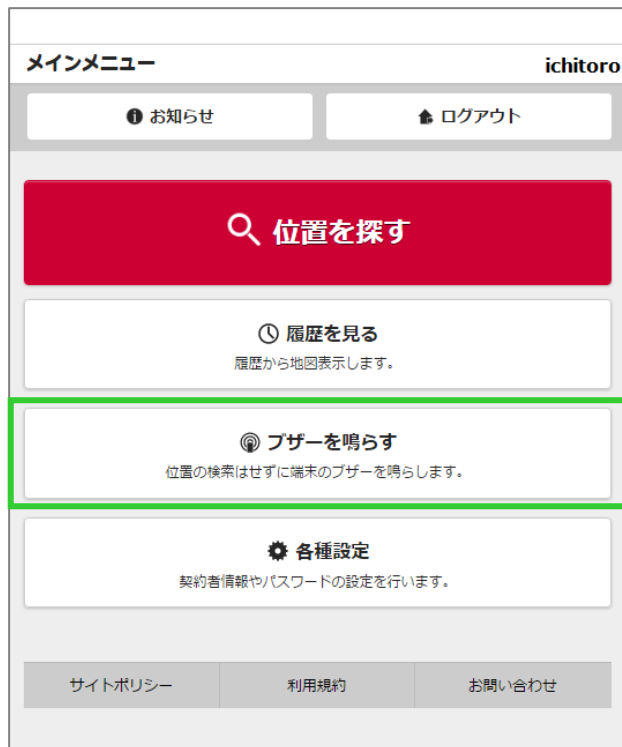 メインメニュー
ichitoro
お知らせ
ログアウト
位置を探す
履歴を見る
履歴から地図表示します。
ブザーを鳴らす
位置の検索はせずに端末のブザーを鳴らします。
各種設定
契約者情報やパスワードの設定を行います。
サイトポリシー
利用規約
お問い合わせ